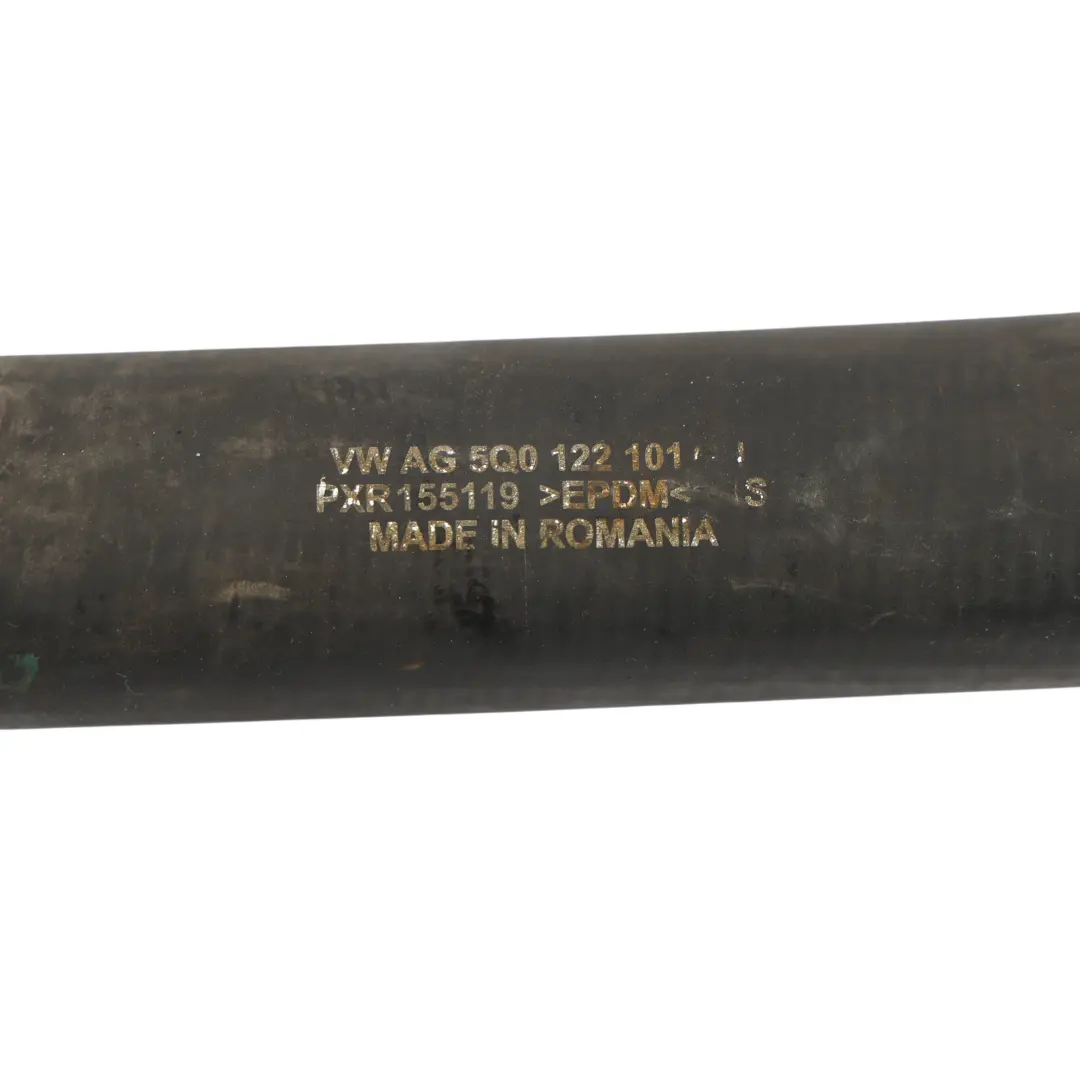 VW AG 5Q0 122 101
PXR155119 >EPDM<
MADE IN ROMANIA